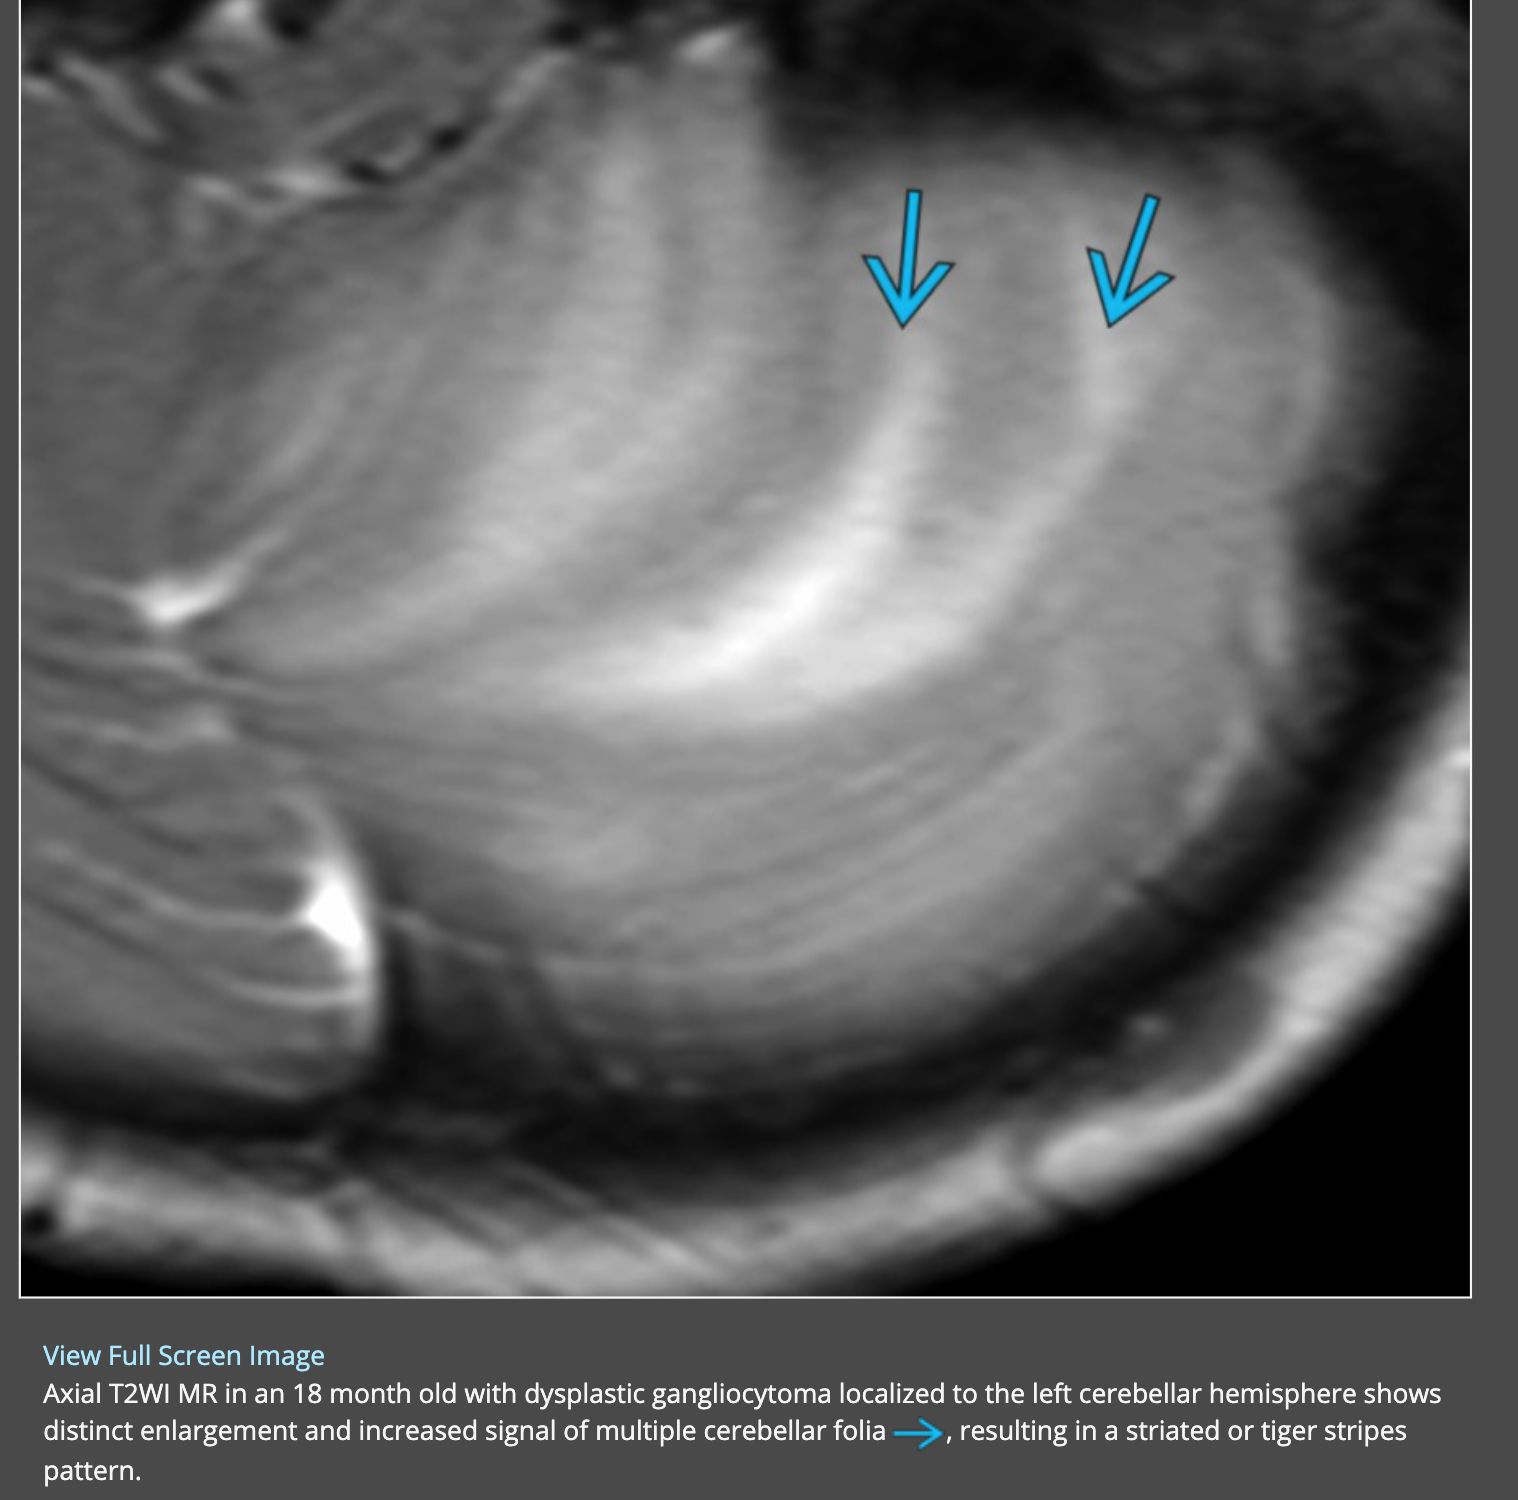 View Full Screen Image
Axial T2WI MR in an 18 month old with dysplastic gangliocytoma localized to the left cerebellar hemisphere shows
distinct enlargement and increased signal of multiple cerebellar folia →, resulting in a striated or tiger stripes
pattern.